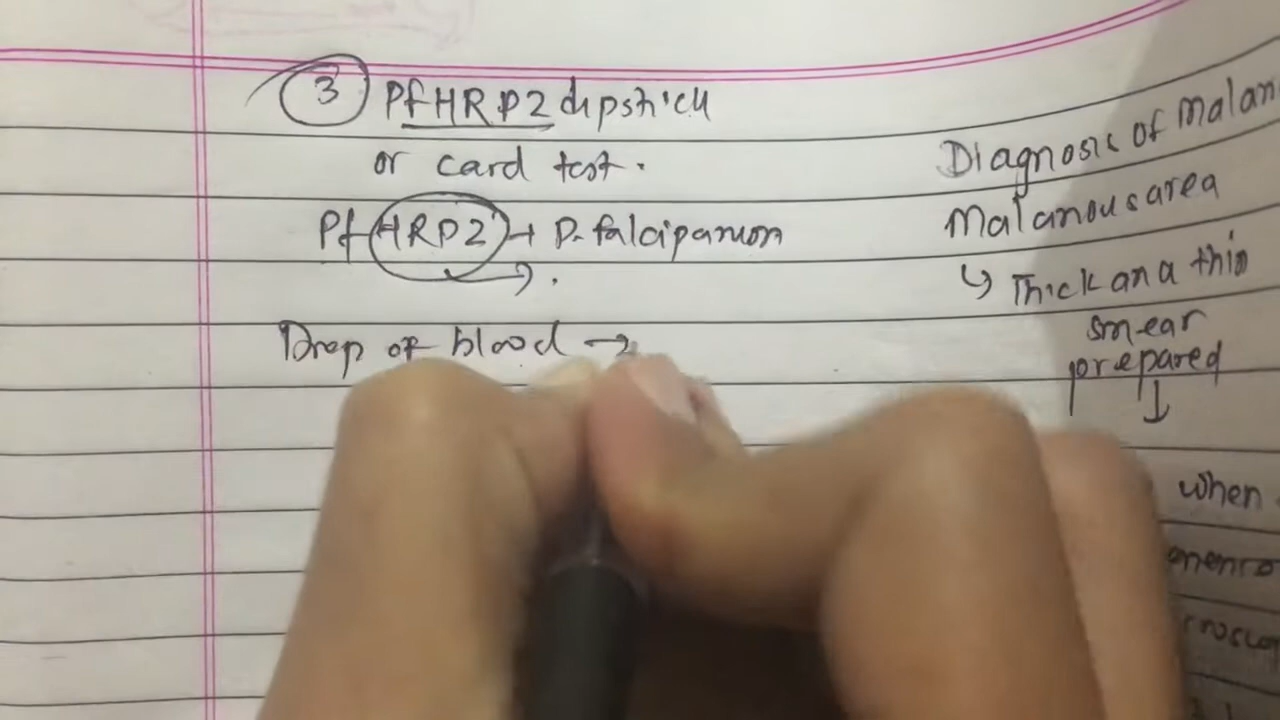 3 PfHRP2 dipstick
or card test.
Pf HRP2 → P. falciparum
Drop of blood →
Diagnosis of Malari
Malarious area
↳ Thick and a thin
smear
prepared
↓
when